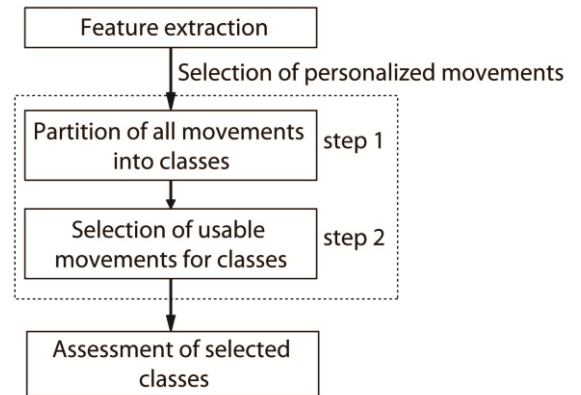 Feature extraction
Selection of personalized movements
Partition of all movements
into classes
step 1
Selection of usable
movements for classes
step 2
Assessment of selected
classes